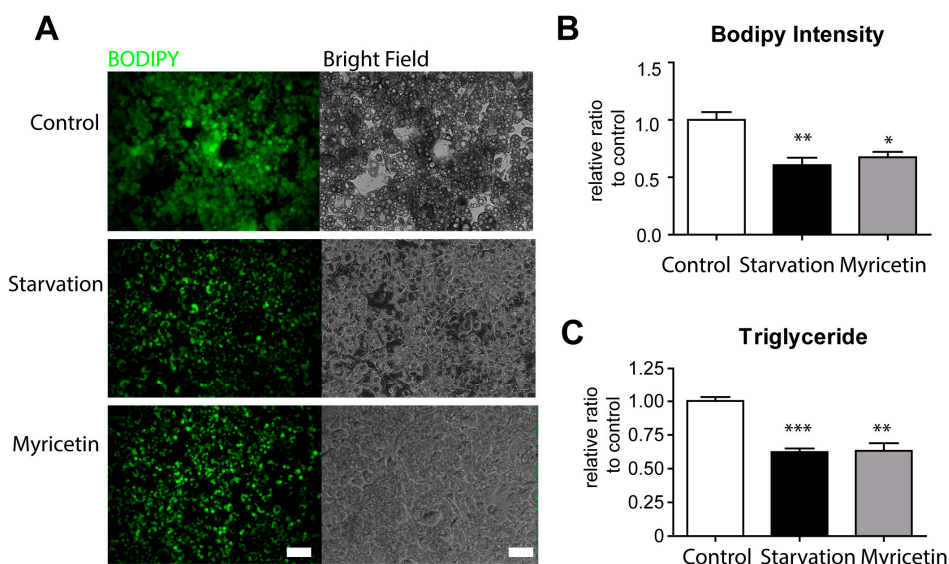 A
BODIPY
Bright Field
Control
Starvation
Myricetin
B
Bodipy Intensity
relative ratio
to control
1.5
1.0
0.5
0.0
**
*
Control Starvation Myricetin
C
Triglyceride
relative ratio
to control
1.25
1.00
0.75
0.50
0
***
**
Control Starvation Myricetin